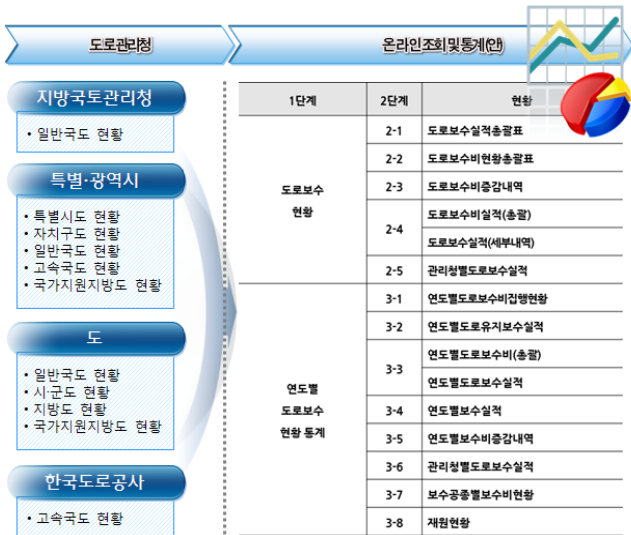 도로관리청
온라인조회및통계(안)
지방국토관리청
• 일반국도 현황
특별·광역시
• 특별시도 현황
• 자치구도 현황
• 일반국도 현황
• 고속국도 현황
• 국가지원지방도 현황
도
• 일반국도 현황
• 시·군도 현황
• 지방도 현황
• 국가지원지방도 현황
한국도로공사
• 고속국도 현황
1단계 2단계 현황
도로보수
현황
2-1 도로보수실적총괄표
2-2 도로보수비현황총괄표
2-3 도로보수비증감내역
2-4 도로보수비실적(총괄)
도로보수실적(세부내역)
2-5 관리청별도로보수실적
연도별
도로보수
현황 통계
3-1 연도별도로보수비집행현황
3-2 연도별도로유지보수실적
3-3 연도별도로보수비(총괄)
연도별도로보수실적
3-4 연도별보수실적
3-5 연도별보수비증감내역
3-6 관리청별도로보수실적
3-7 보수공종별보수비현황
3-8 재원현황